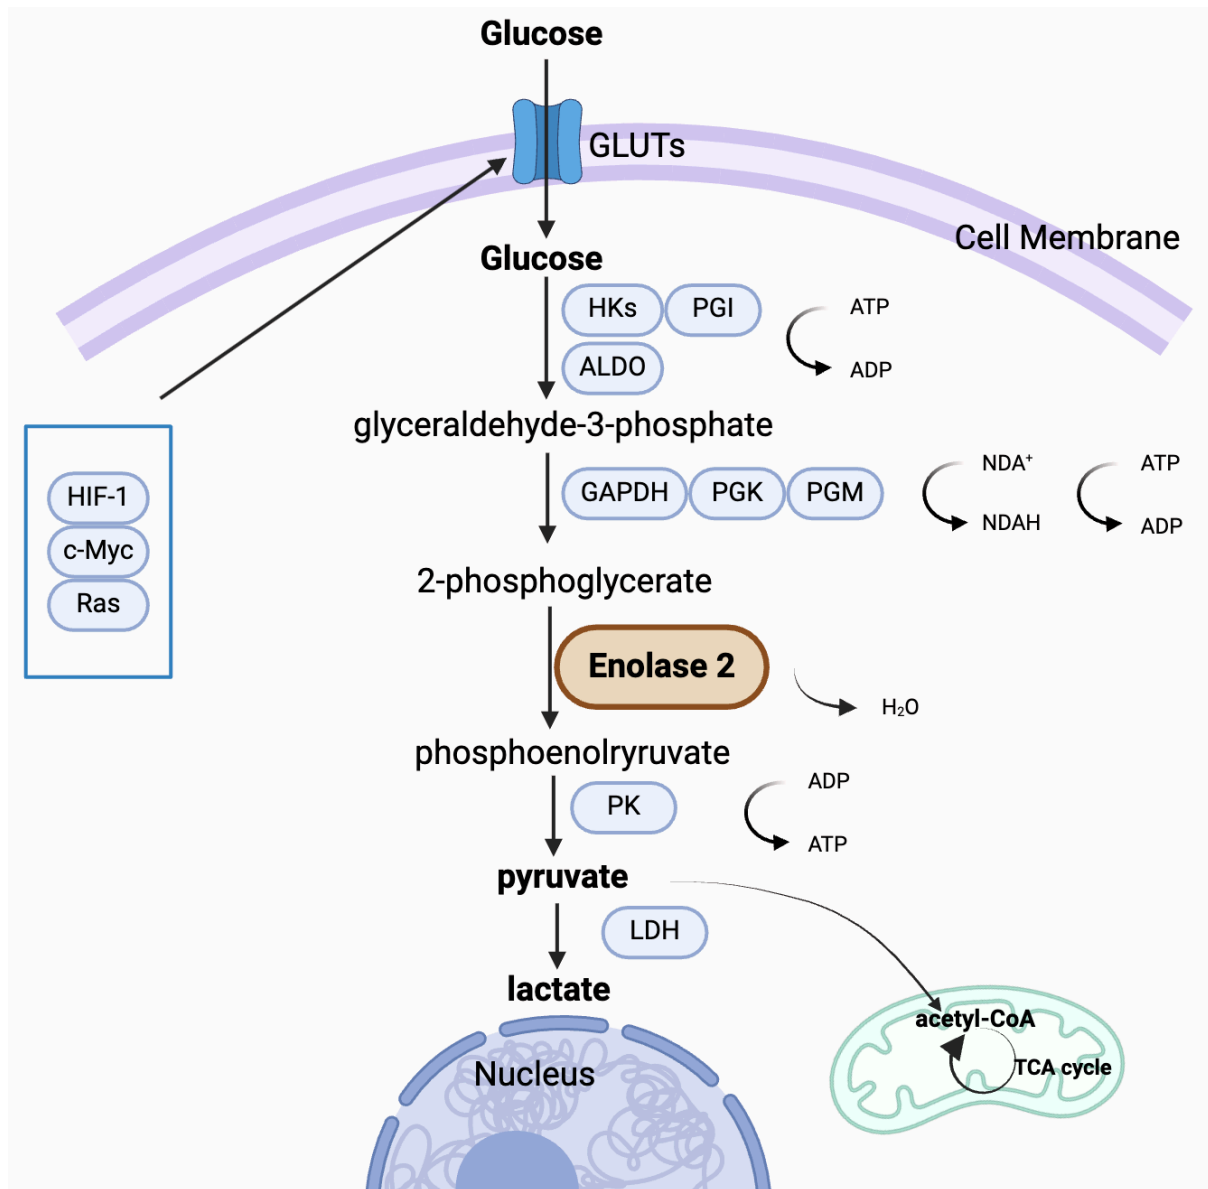 Glucose
GLUTs
Cell Membrane
Glucose
HKs
PGI
ATP
ALDO
ADP
glyceraldehyde-3-phosphate
GAPDH
PGK
PGM
NDA⁺
NDAH
ATP
ADP
HIF-1
c-Myc
Ras
2-phosphoglycerate
Enolase 2
H₂O
phosphoenolryruvate
PK
ADP
ATP
pyruvate
LDH
lactate
acetyl-CoA
TCA cycle
Nucleus